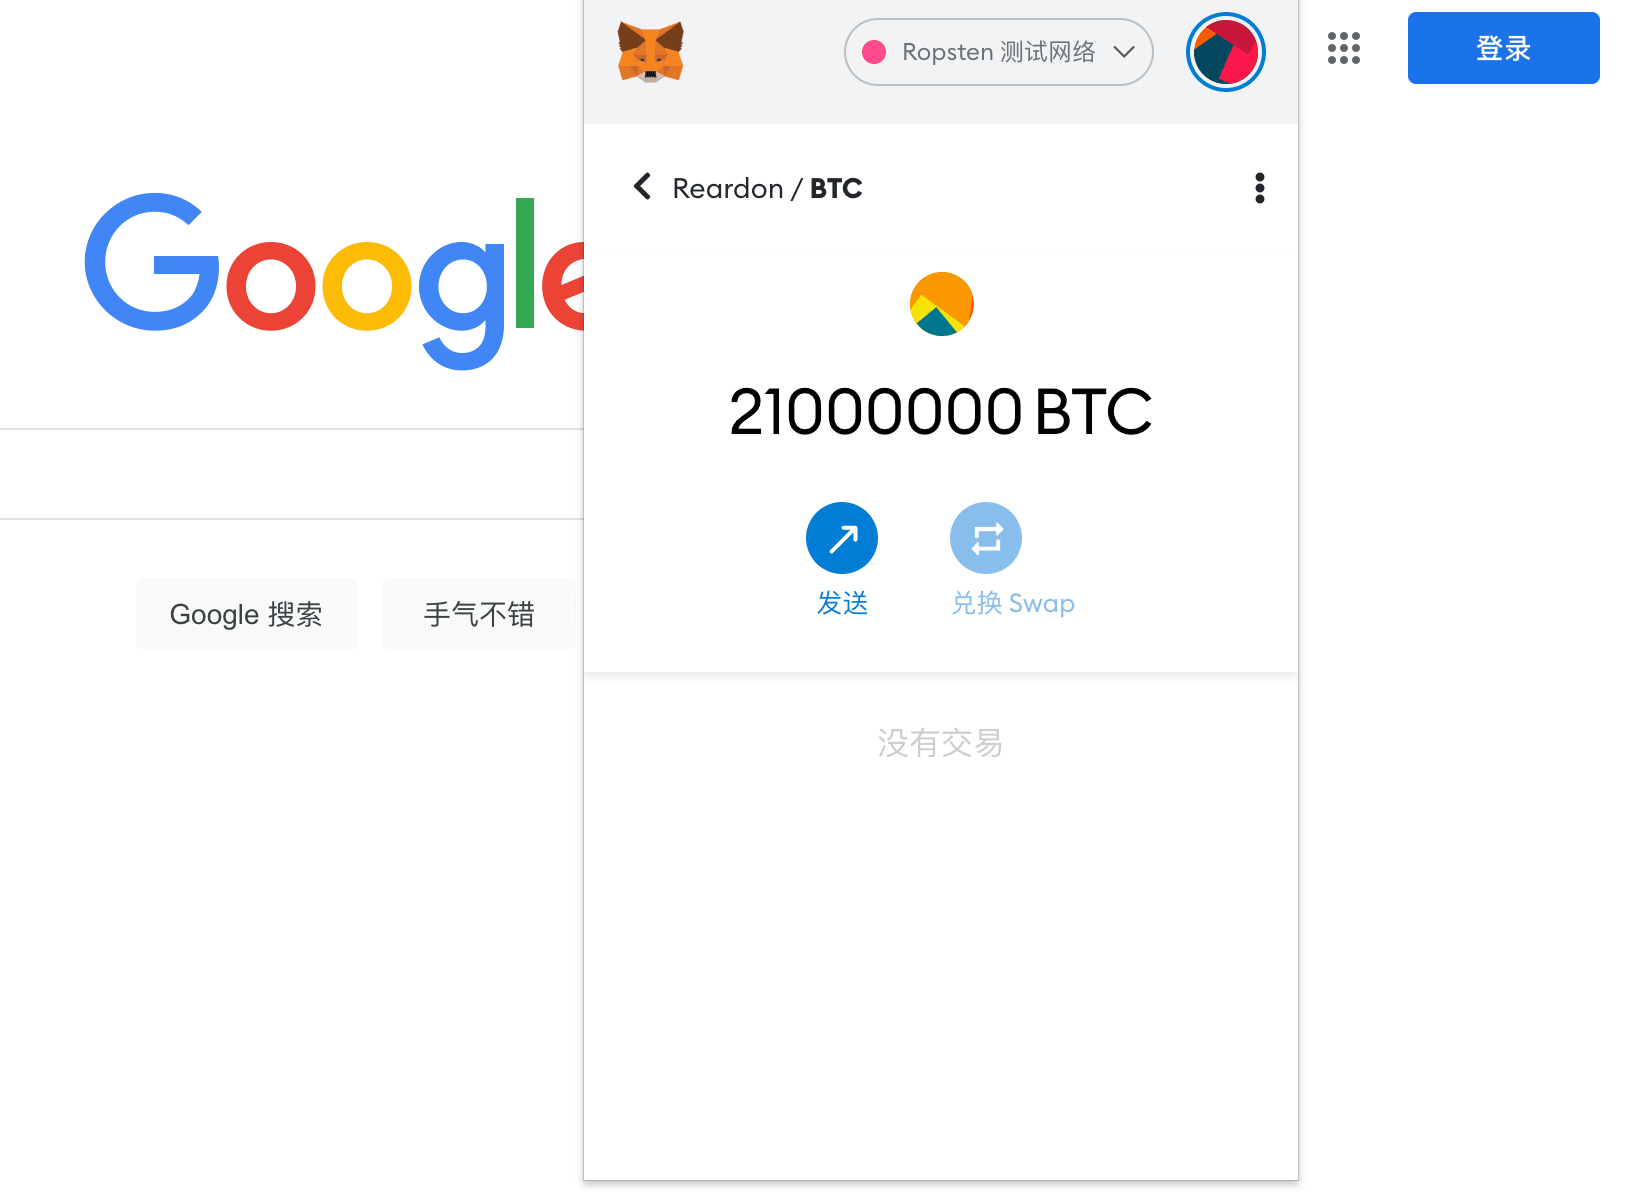 Ropsten 测试网络
登录
Reardon / BTC
Google
21000000 BTC
发送
兑换 Swap
Google 搜索
手气不错
没有交易